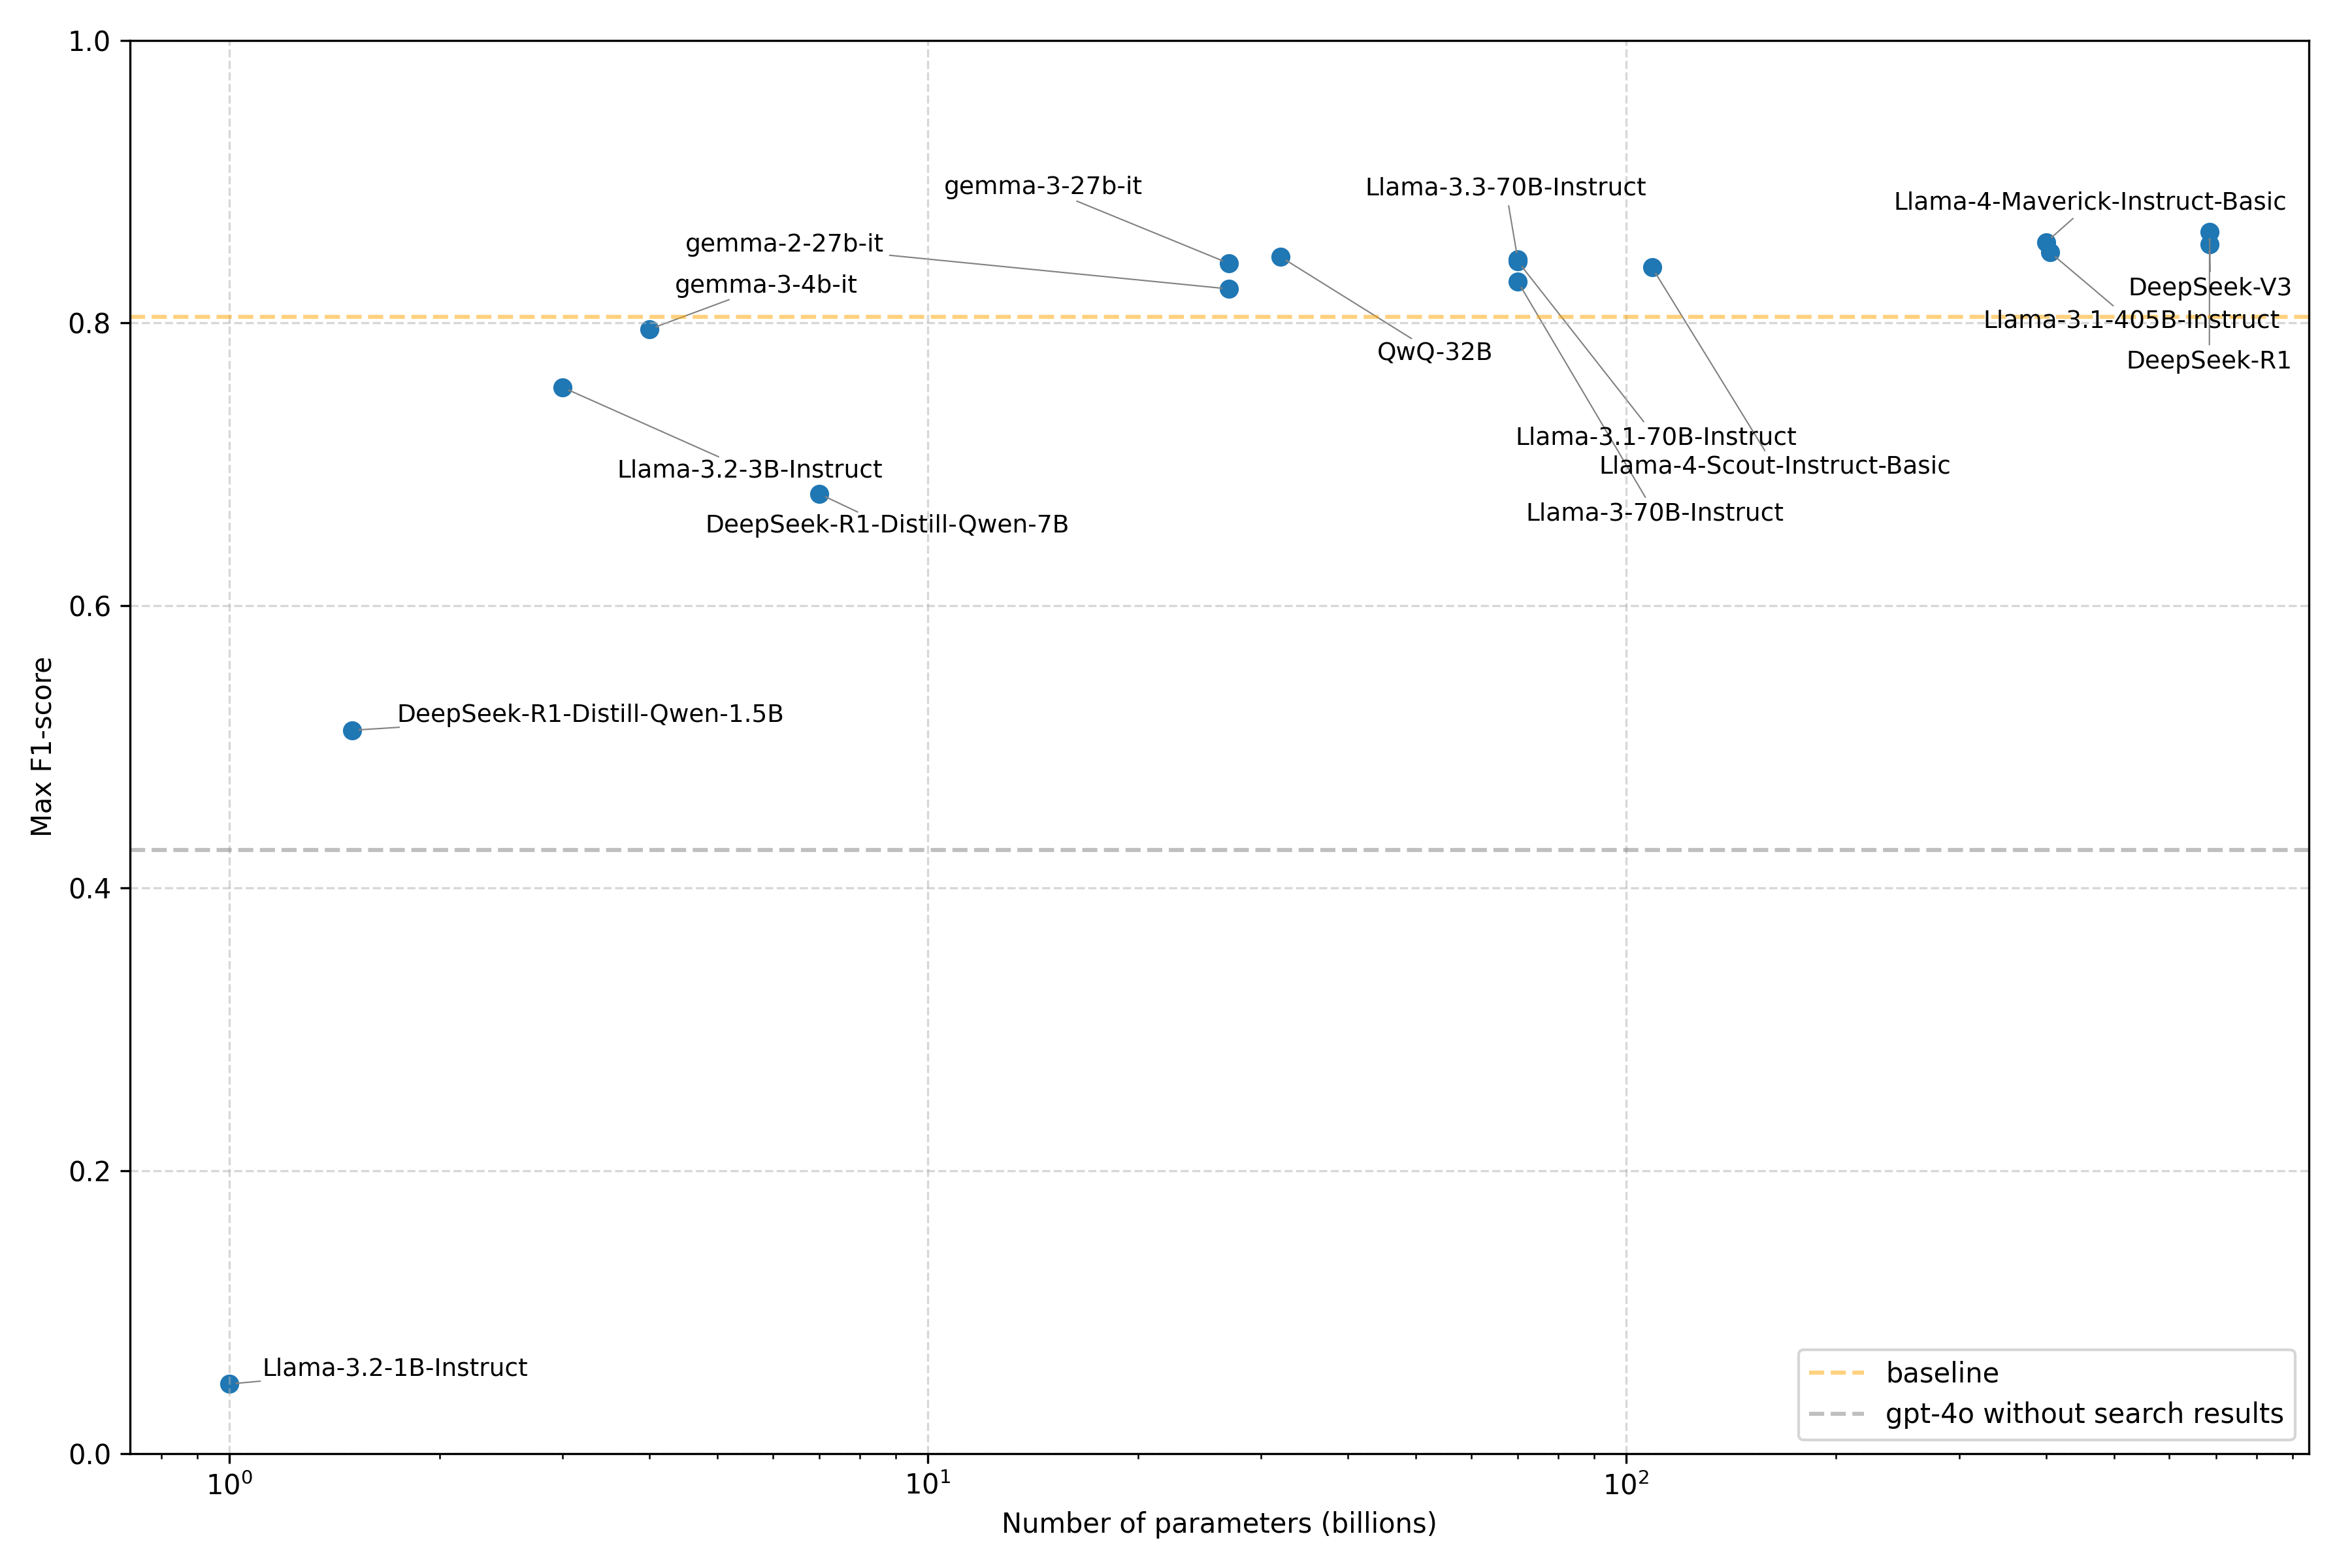 1.0
0.8
0.6
0.4
0.2
0.0
Max F1-score
gemma-3-27b-it
Llama-3.3-70B-Instruct
Llama-4-Maverick-Instruct-Basic
gemma-2-27b-it
gemma-3-4b-it
DeepSeek-V3
Llama-3.1-405B-Instruct
QwQ-32B
DeepSeek-R1
Llama-3.1-70B-Instruct
Llama-3.2-3B-Instruct
Llama-4-Scout-Instruct-Basic
Llama-3-70B-Instruct
DeepSeek-R1-Distill-Qwen-7B
DeepSeek-R1-Distill-Qwen-1.5B
Llama-3.2-1B-Instruct
baseline
gpt-4o without search results
10⁰
10¹
10²
Number of parameters (billions)